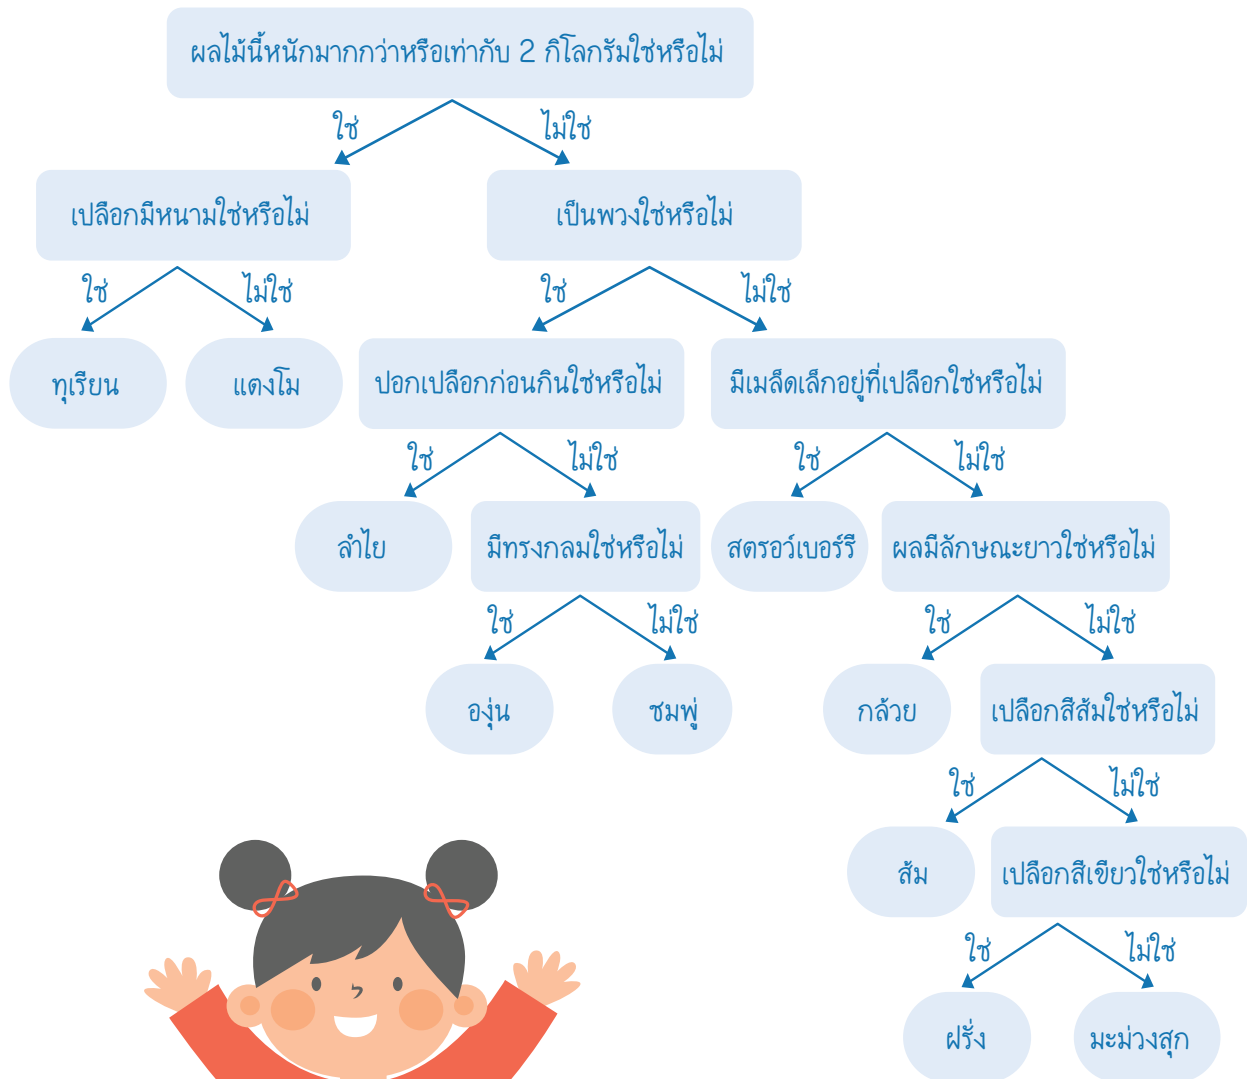 ผลไม้นี้หนักมากกว่าหรือเท่ากับ 2 กิโลกรัมใช่หรือไม่
ใช่
ไม่ใช่
เปลือกมีหนามใช่หรือไม่
เป็นพวงใช่หรือไม่
ใช่
ไม่ใช่
ใช่
ไม่ใช่
ทุเรียน
แตงโม
ปอกเปลือกก่อนกินใช่หรือไม่
มีเมล็ดเล็กอยู่ที่เปลือกใช่หรือไม่
ใช่
ไม่ใช่
ใช่
ไม่ใช่
ลำไย
มีทรงกลมใช่หรือไม่
สตรอว์เบอร์รี
ผลมีลักษณะยาวใช่หรือไม่
ใช่
ไม่ใช่
ใช่
ไม่ใช่
องุ่น
ชมพู่
กล้วย
เปลือกสีส้มใช่หรือไม่
ใช่
ไม่ใช่
ส้ม
เปลือกสีเขียวใช่หรือไม่
ใช่
ไม่ใช่
ฝรั่ง
มะม่วงสุก